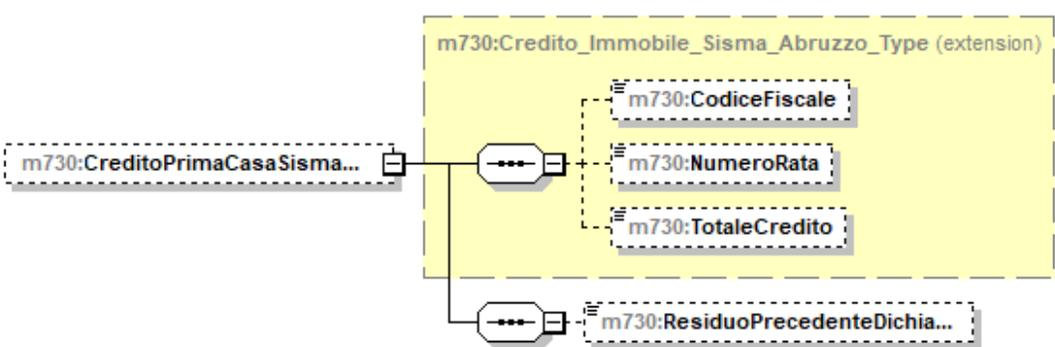 m730:Credito_Immobile_Sisma_Abruzzo_Type (extension)
m730:CodiceFiscale
m730:CreditoPrimaCasaSisma...
m730:NumeroRata
m730:TotaleCredito
m730:ResiduoPrecedenteDichia...